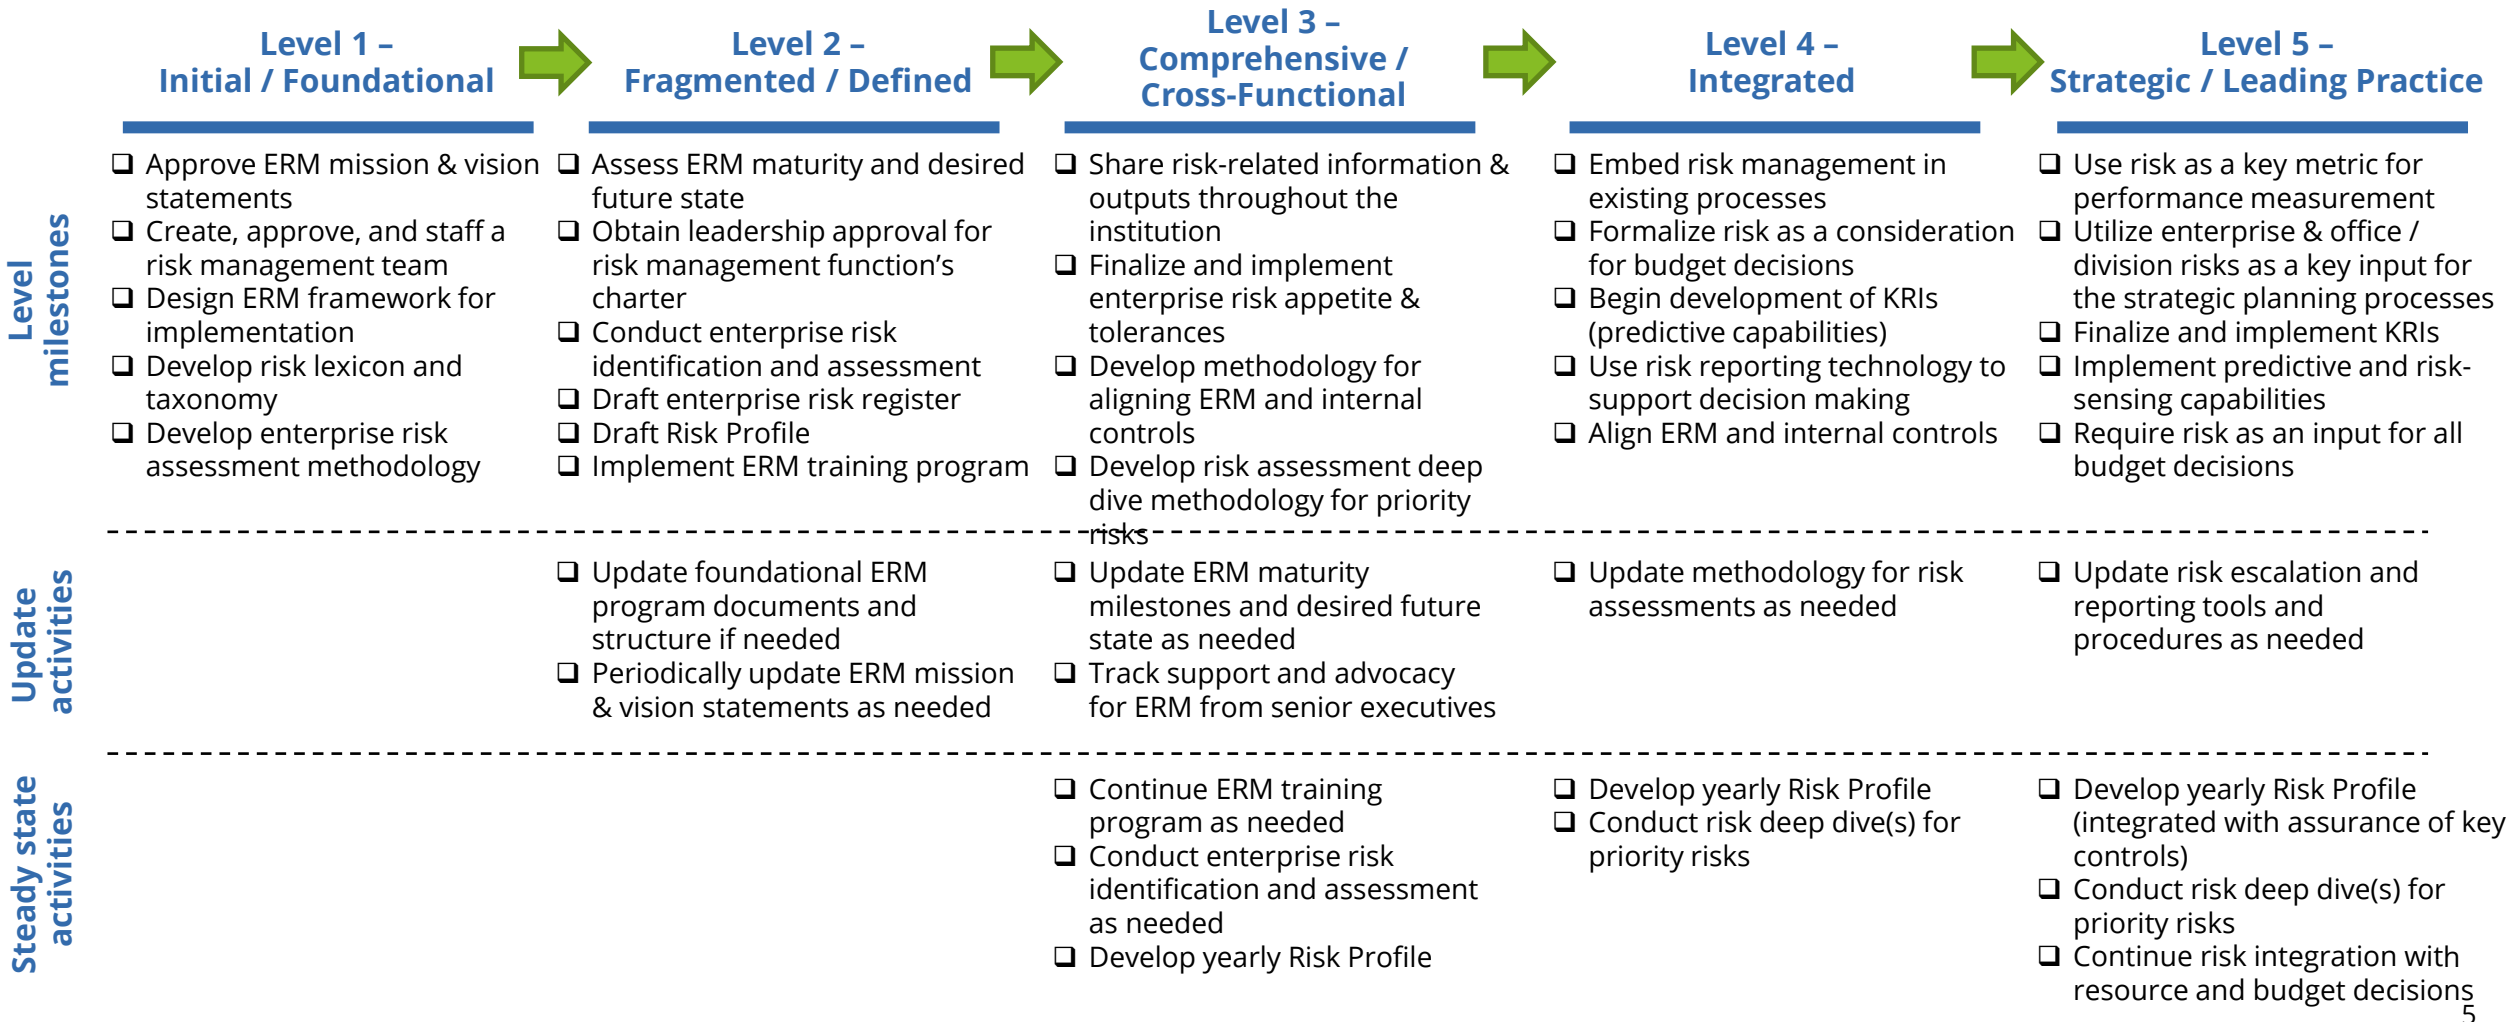 Level 1 –
Initial / Foundational
Level 2 –
Fragmented / Defined
Level 3 –
Comprehensive /
Cross-Functional
Level 4 –
Integrated
Level 5 –
Strategic / Leading Practice
Level
milestones
❑ Approve ERM mission & vision
statements
❑ Create, approve, and staff a
risk management team
❑ Design ERM framework for
implementation
❑ Develop risk lexicon and
taxonomy
❑ Develop enterprise risk
assessment methodology
❑ Assess ERM maturity and desired
future state
❑ Obtain leadership approval for
risk management function’s
charter
❑ Conduct enterprise risk
identification and assessment
❑ Draft enterprise risk register
❑ Draft Risk Profile
❑ Implement ERM training program
❑ Share risk-related information &
outputs throughout the
institution
❑ Finalize and implement
enterprise risk appetite &
tolerances
❑ Develop methodology for
aligning ERM and internal
controls
❑ Develop risk assessment deep
dive methodology for priority
risks
❑ Embed risk management in
existing processes
❑ Formalize risk as a consideration
for budget decisions
❑ Begin development of KRIs
(predictive capabilities)
❑ Use risk reporting technology to
support decision making
❑ Align ERM and internal controls
❑ Use risk as a key metric for
performance measurement
❑ Utilize enterprise & office /
division risks as a key input for
the strategic planning processes
❑ Finalize and implement KRIs
❑ Implement predictive and risk-
sensing capabilities
❑ Require risk as an input for all
budget decisions
Update
activities
❑ Update foundational ERM
program documents and
structure if needed
❑ Periodically update ERM mission
& vision statements as needed
❑ Update ERM maturity
milestones and desired future
state as needed
❑ Track support and advocacy
for ERM from senior executives
❑ Update methodology for risk
assessments as needed
❑ Update risk escalation and
reporting tools and
procedures as needed
Steady state
activities
❑ Continue ERM training
program as needed
❑ Conduct enterprise risk
identification and assessment
as needed
❑ Develop yearly Risk Profile
❑ Develop yearly Risk Profile
❑ Conduct risk deep dive(s) for
priority risks
❑ Develop yearly Risk Profile
(integrated with assurance of key
controls)
❑ Conduct risk deep dive(s) for
priority risks
❑ Continue risk integration with
resource and budget decisions
5